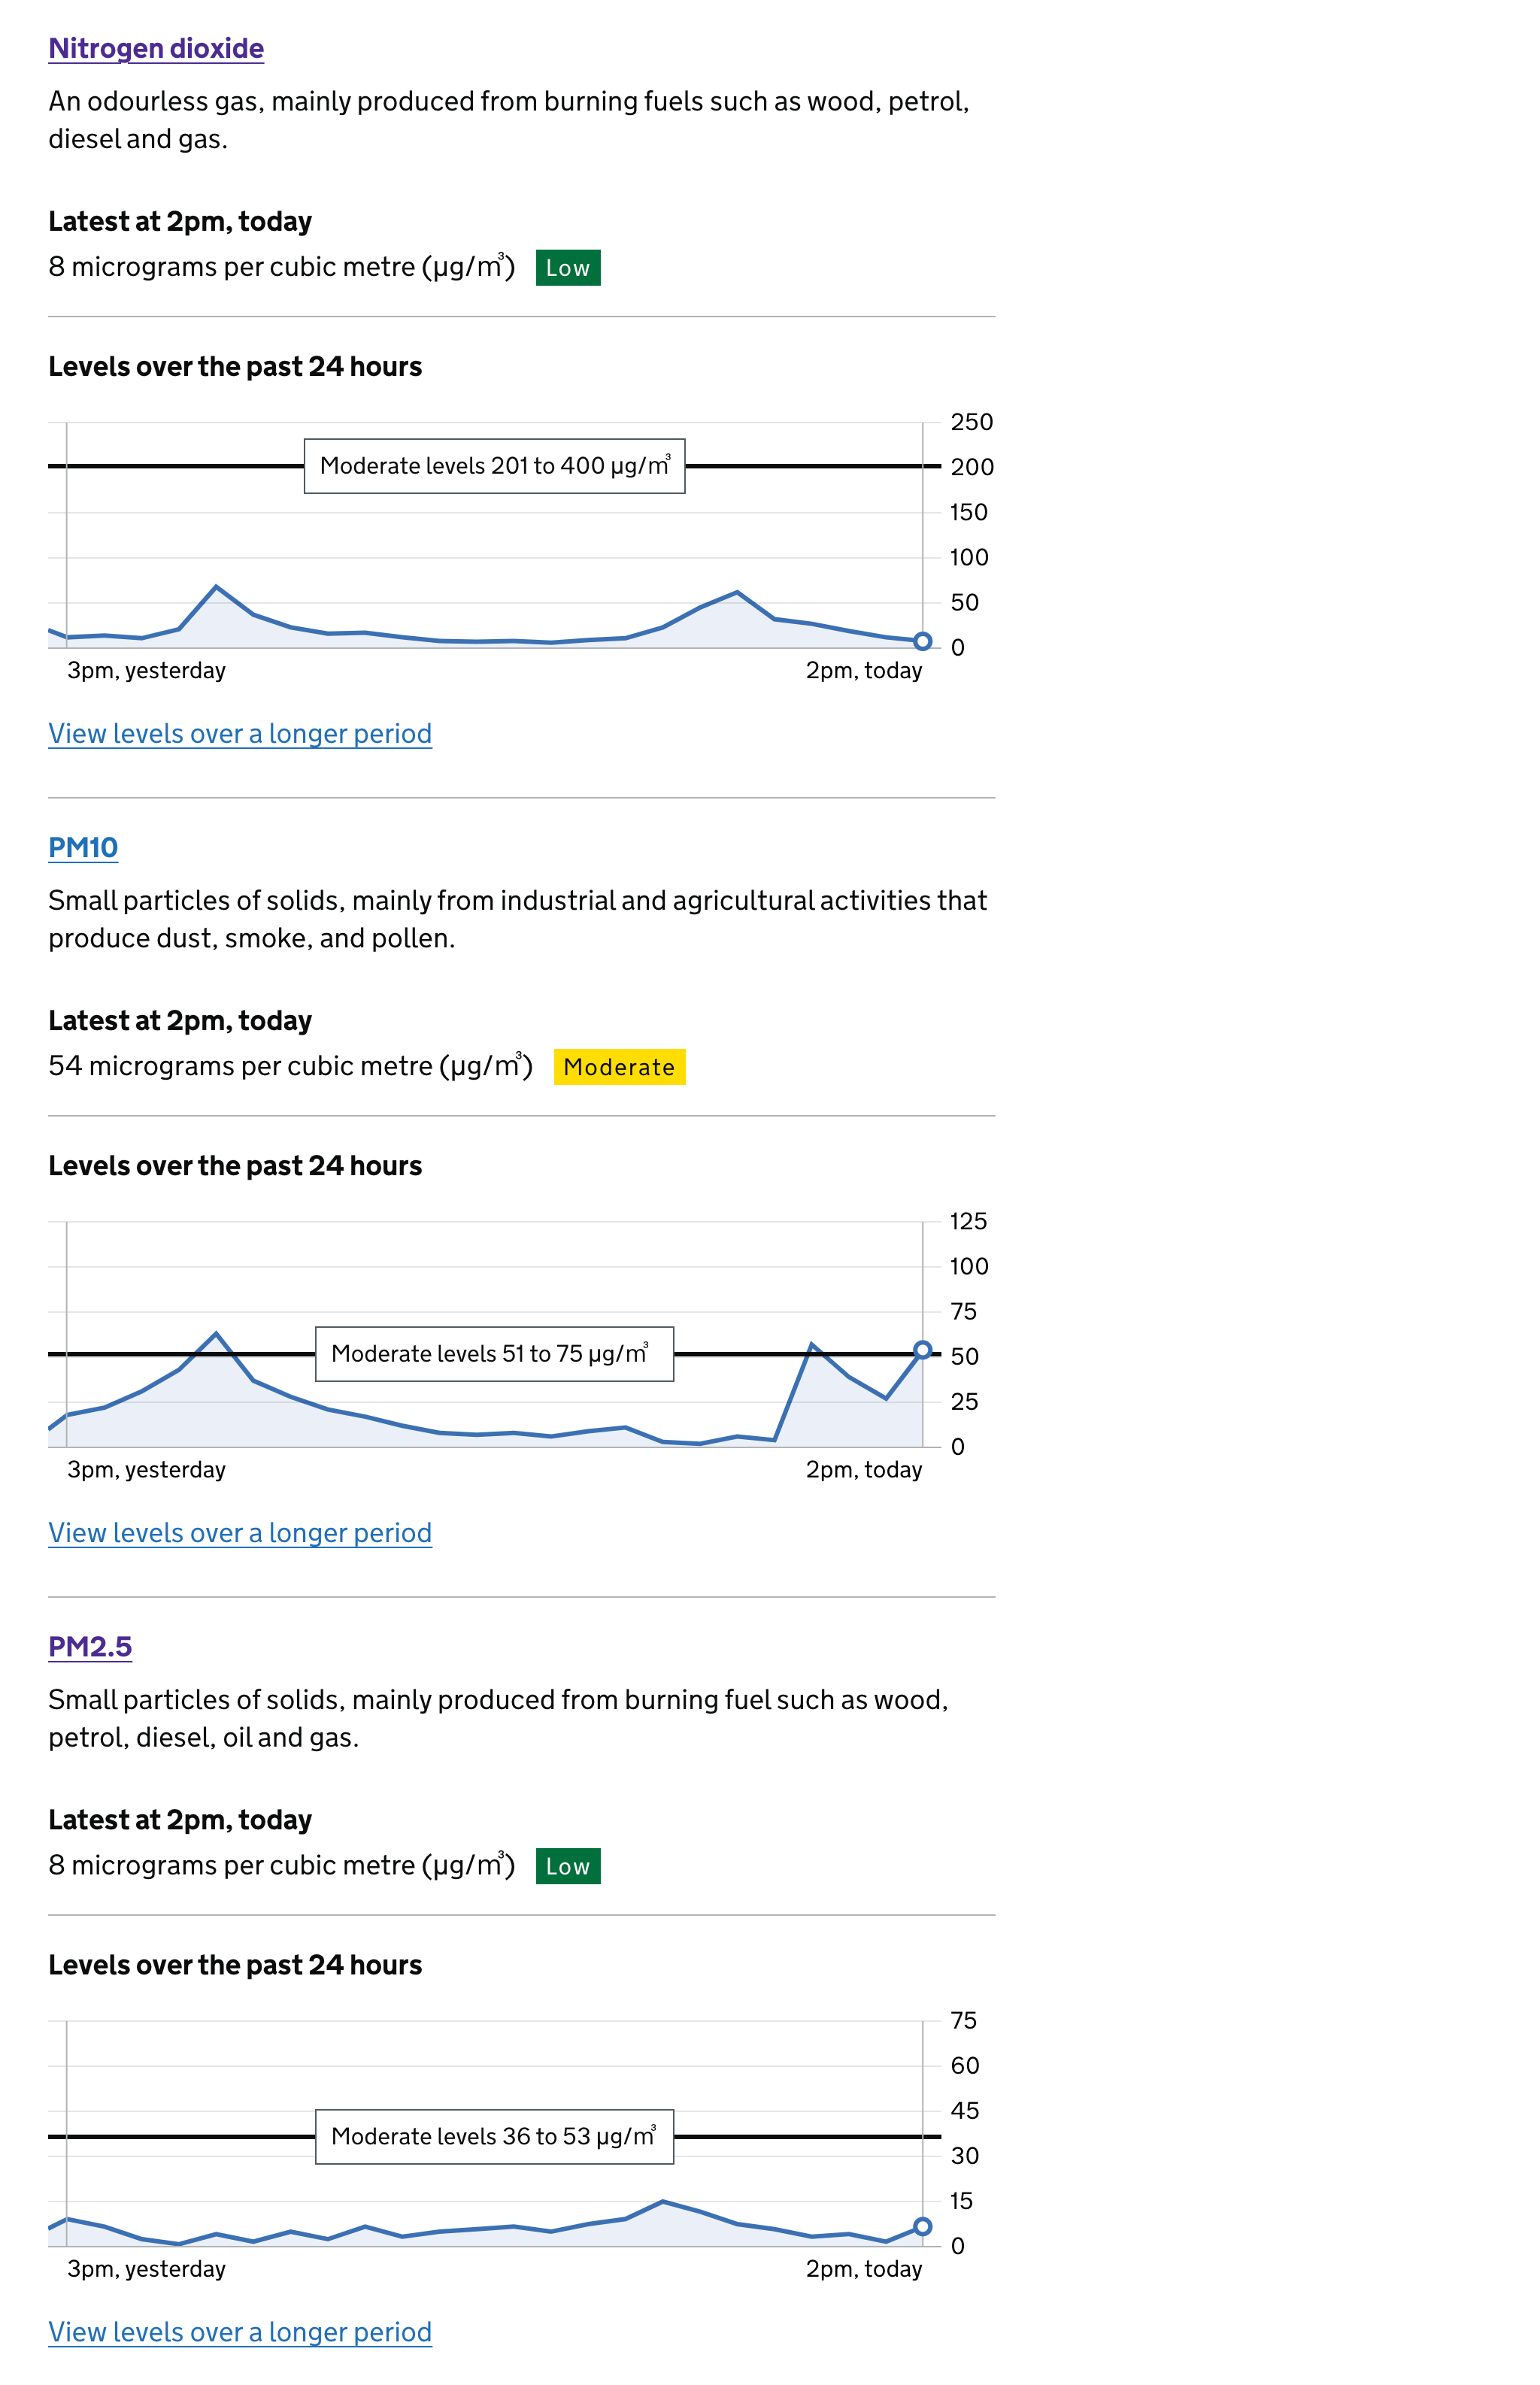 Nitrogen dioxide
An odourless gas, mainly produced from burning fuels such as wood, petrol,
diesel and gas.
Latest at 2pm, today
8 micrograms per cubic metre (μg/m³) Low
Levels over the past 24 hours
250
Moderate levels 201 to 400 μg/m³
200
150
100
50
0
3pm, yesterday 2pm, today
View levels over a longer period
PM10
Small particles of solids, mainly from industrial and agricultural activities that
produce dust, smoke, and pollen.
Latest at 2pm, today
54 micrograms per cubic metre (μg/m³) Moderate
Levels over the past 24 hours
125
100
75
Moderate levels 51 to 75 μg/m³
50
25
0
3pm, yesterday 2pm, today
View levels over a longer period
PM2.5
Small particles of solids, mainly produced from burning fuel such as wood,
petrol, diesel, oil and gas.
Latest at 2pm, today
8 micrograms per cubic metre (μg/m³) Low
Levels over the past 24 hours
75
60
45
Moderate levels 36 to 53 μg/m³
30
15
0
3pm, yesterday 2pm, today
View levels over a longer period